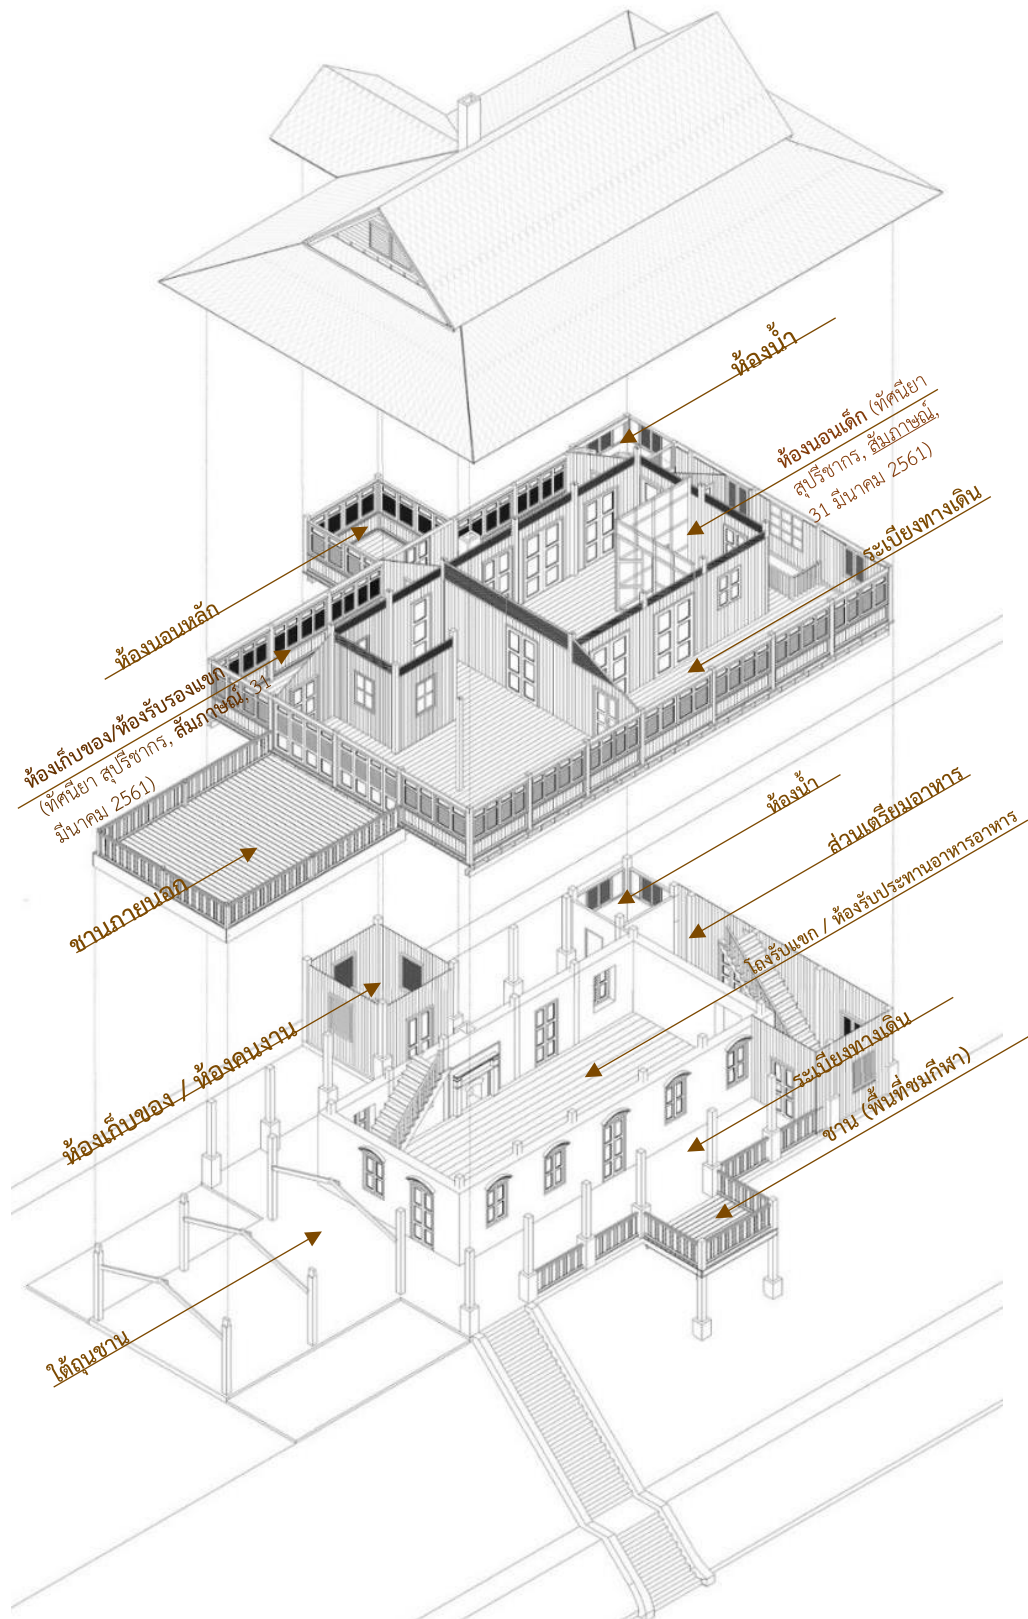 ห้องน้ำ
ห้องนอนเด็ก (ทัศนียา
สุปรีชากร, สัมภาษณ์,
31 มีนาคม 2561)
ระเบียงทางเดิน
ห้องนอนหลัก
ห้องเก็บของ/ห้องรับรองแขก
(ทัศนียา สุปรีชากร, สัมภาษณ์, 31
มีนาคม 2561)
ชานภายนอก
ห้องน้ำ
ส่วนเตรียมอาหาร
โถงรับแขก / ห้องรับประทานอาหารอาหาร
ห้องเก็บของ / ห้องคนงาน
ระเบียงทางเดิน
ชาน (พื้นที่ชมกีฬา)
ใต้ถุนชาน